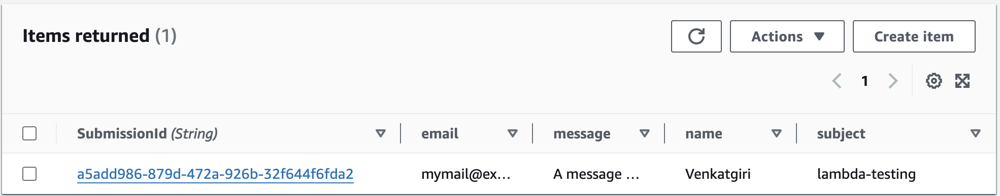 Items returned (1)
Actions
Create item
1
SubmissionId (String) email message name subject
a5add986-879d-472a-926b-32f644f6fda2 mymail@ex... A message ... Venkatgiri lambda-testing